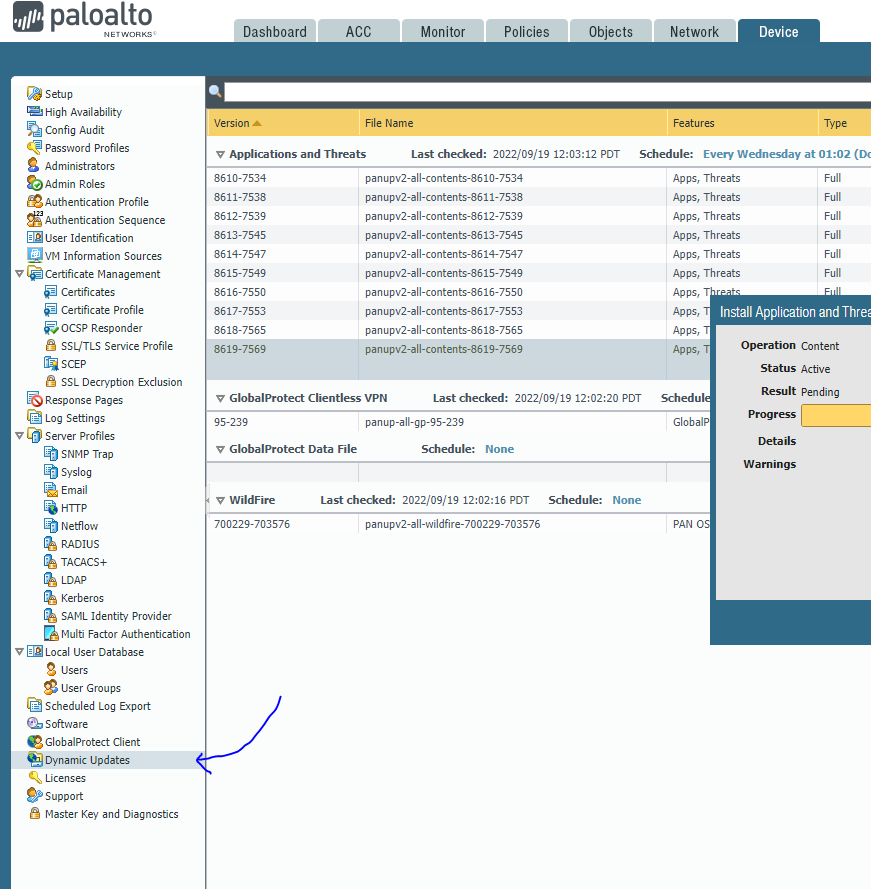 paloalto
NETWORKS®
Dashboard ACC Monitor Policies Objects Network Device
Setup
High Availability
Config Audit
Password Profiles
Administrators
Admin Roles
Authentication Profile
Authentication Sequence
User Identification
VM Information Sources
Certificate Management
Certificates
Certificate Profile
OCSP Responder
SSL/TLS Service Profile
SCEP
SSL Decryption Exclusion
Response Pages
Log Settings
Server Profiles
SNMP Trap
Syslog
Email
HTTP
Netflow
RADIUS
TACACS+
LDAP
Kerberos
SAML Identity Provider
Multi Factor Authentication
Local User Database
Users
User Groups
Scheduled Log Export
Software
GlobalProtect Client
Dynamic Updates
Licenses
Support
Master Key and Diagnostics
Version File Name Features Type
Applications and Threats Last checked: 2022/09/19 12:03:12 PDT Schedule: Every Wednesday at 01:02 (Do
8610-7534 panupv2-all-contents-8610-7534 Apps, Threats Full
8611-7538 panupv2-all-contents-8611-7538 Apps, Threats Full
8612-7539 panupv2-all-contents-8612-7539 Apps, Threats Full
8613-7545 panupv2-all-contents-8613-7545 Apps, Threats Full
8614-7547 panupv2-all-contents-8614-7547 Apps, Threats Full
8615-7549 panupv2-all-contents-8615-7549 Apps, Threats Full
8616-7550 panupv2-all-contents-8616-7550 Apps, Threats Full
8617-7553 panupv2-all-contents-8617-7553 Apps, T
8618-7565 panupv2-all-contents-8618-7565 Apps, T
8619-7569 panupv2-all-contents-8619-7569 Apps, T
GlobalProtect Clientless VPN Last checked: 2022/09/19 12:02:20 PDT Schedule
95-239 panup-all-gp-95-239 GlobalP
GlobalProtect Data File Schedule: None
WildFire Last checked: 2022/09/19 12:02:16 PDT Schedule: None
700229-703576 panupv2-all-wildfire-700229-703576 PAN OS
Install Application and Threa
Operation Content
Status Active
Result Pending
Progress
Details
Warnings